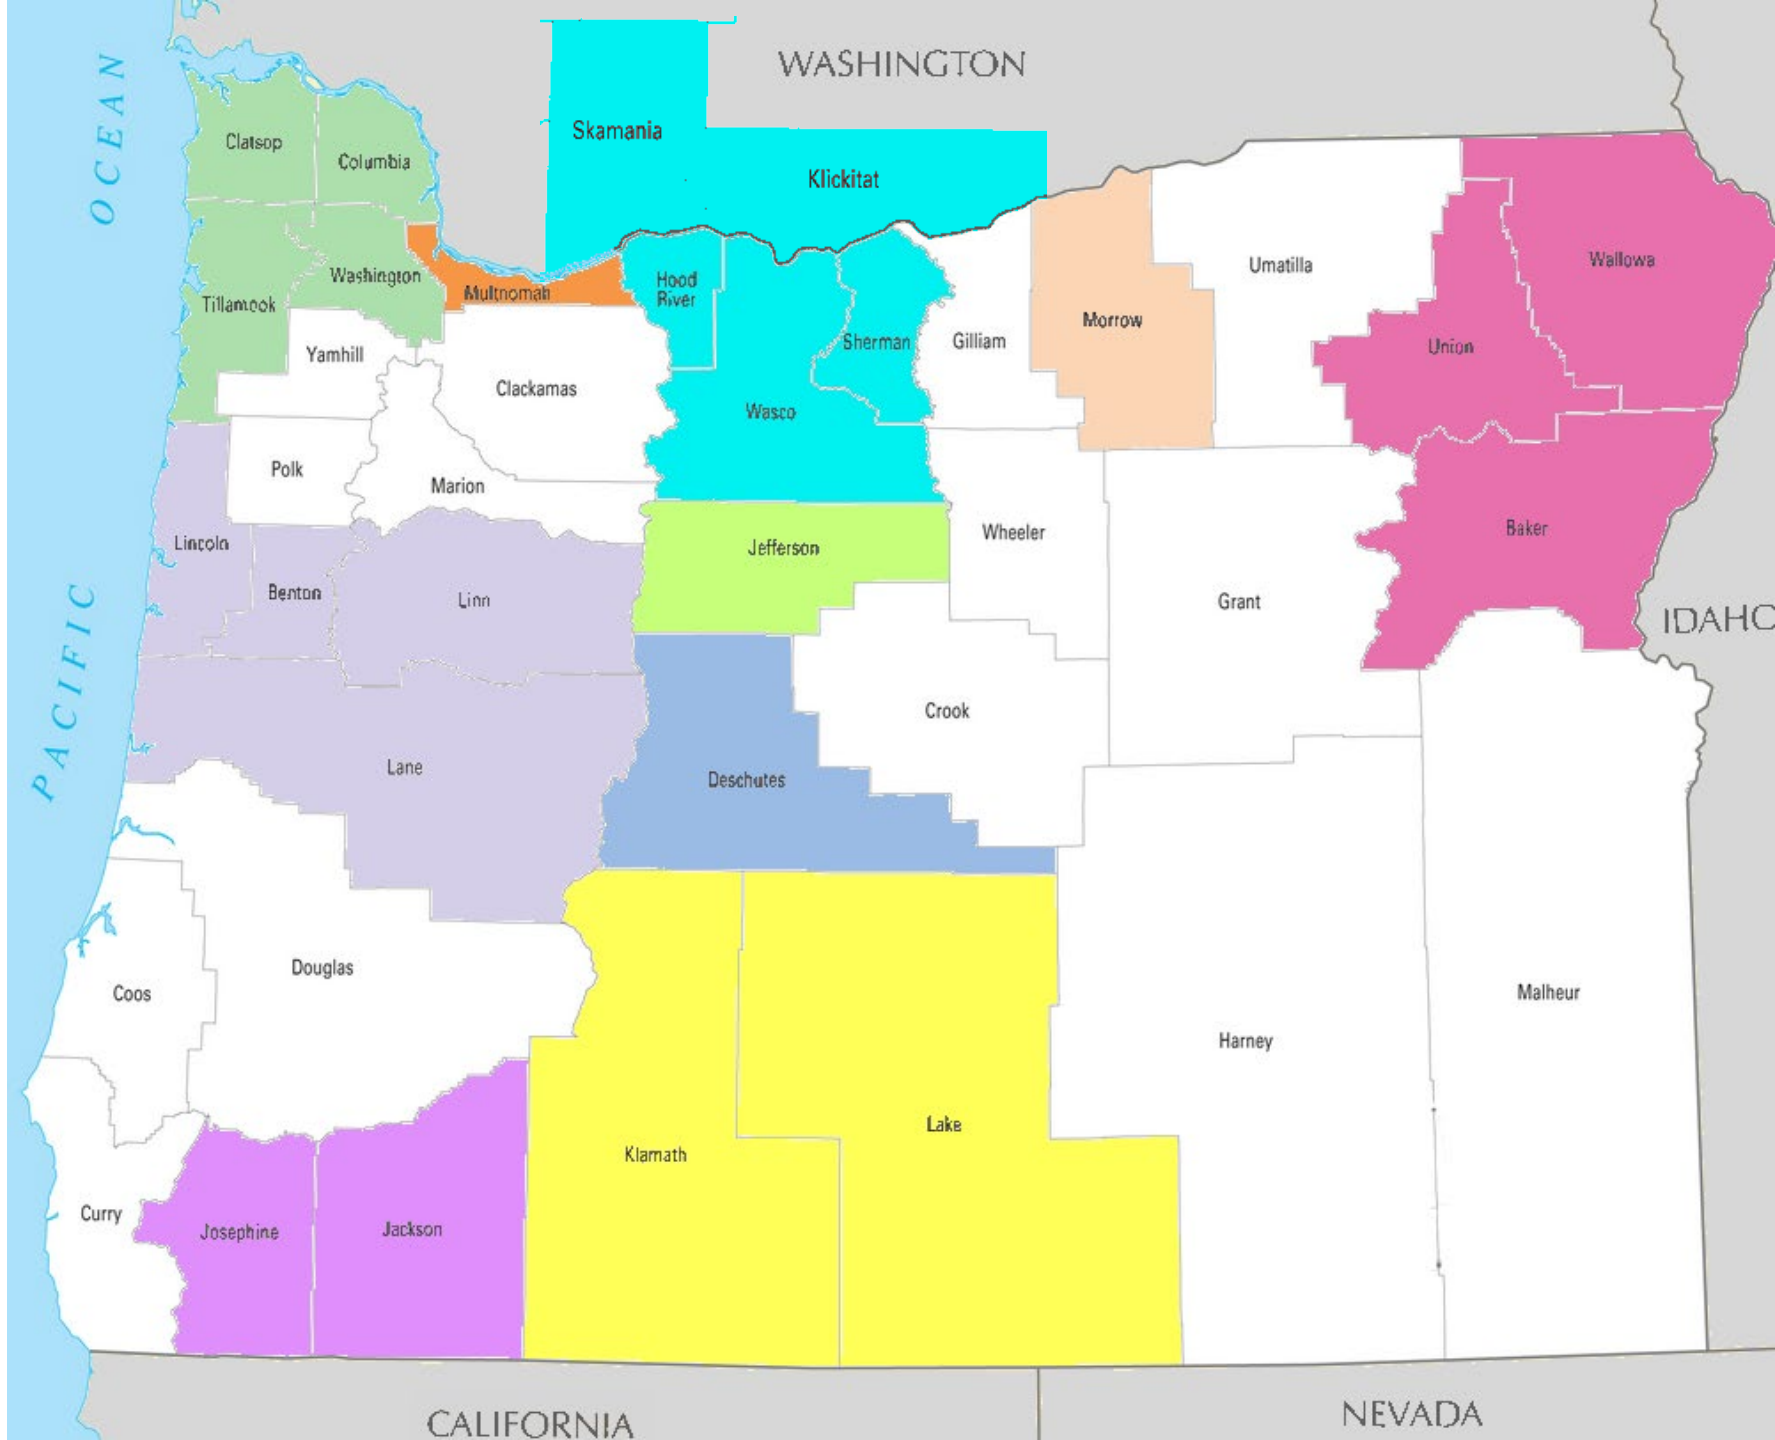 WASHINGTON
OCEAN
Skamania
Clatsop
Columbia
Klickitat
Wallowa
Umatilla
Washington
Hood
River
Multnomah
Tillamook
Morrow
Sherman
Gilliam
Union
Yamhill
Clackamas
Wasco
Polk
Marion
Baker
Wheeler
Lincoln
Jefferson
Benton
Linn
Grant
IDAHO
PACIFIC
Crook
Lane
Deschutes
Douglas
Coos
Malheur
Harney
Lake
Klamath
Curry
Josephine
Jackson
CALIFORNIA
NEVADA